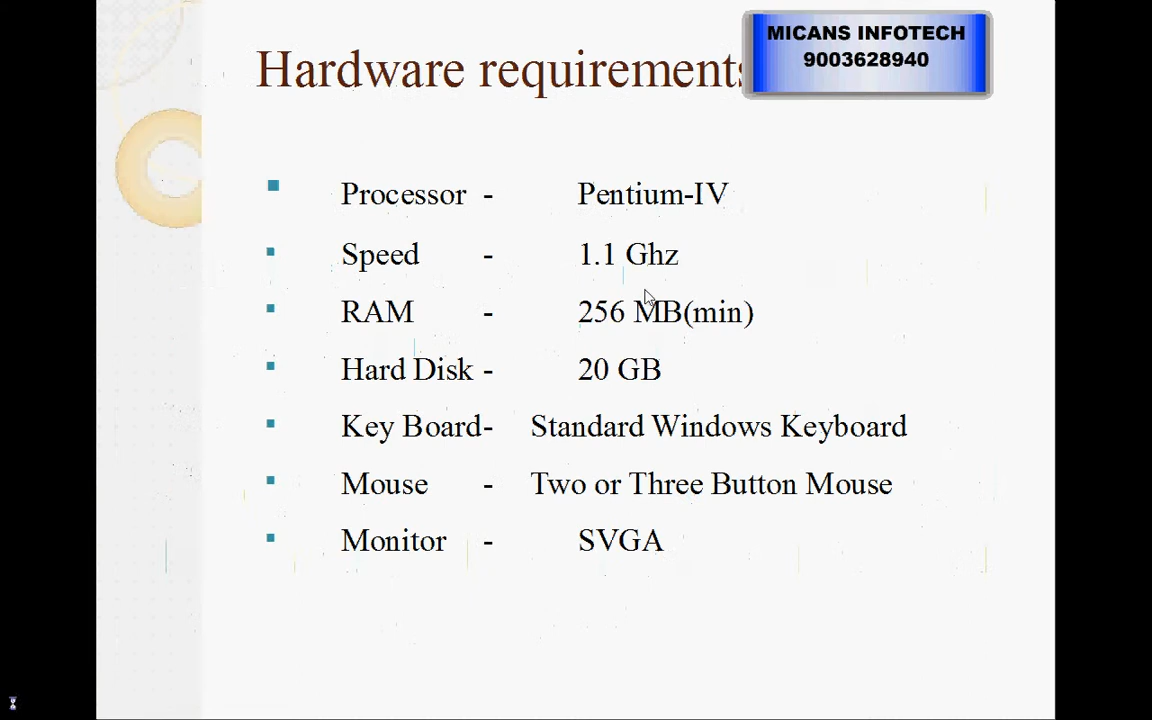 Hardware requirements
MICANS INFOTECH
9003628940
Processor - Pentium-IV
Speed - 1.1 Ghz
RAM - 256 MB(min)
Hard Disk - 20 GB
Key Board- Standard Windows Keyboard
Mouse - Two or Three Button Mouse
Monitor - SVGA